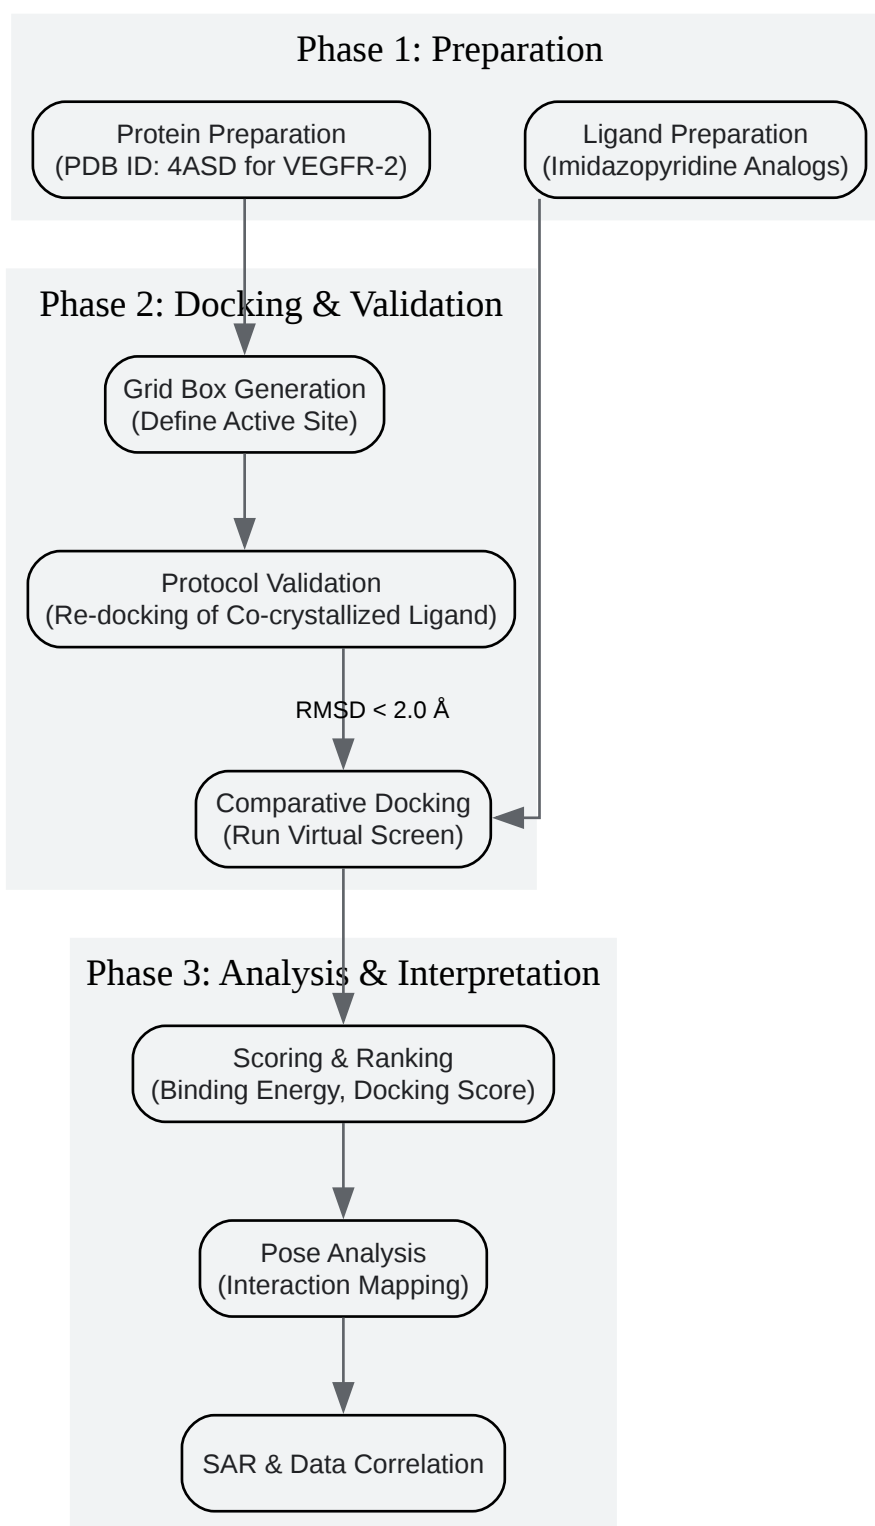 Phase 1: Preparation
Protein Preparation
(PDB ID: 4ASD for VEGFR-2)
Ligand Preparation
(Imidazopyridine Analogs)
Phase 2: Docking & Validation
Grid Box Generation
(Define Active Site)
Protocol Validation
(Re-docking of Co-crystallized Ligand)
RMSD < 2.0 Å
Comparative Docking
(Run Virtual Screen)
Phase 3: Analysis & Interpretation
Scoring & Ranking
(Binding Energy, Docking Score)
Pose Analysis
(Interaction Mapping)
SAR & Data Correlation